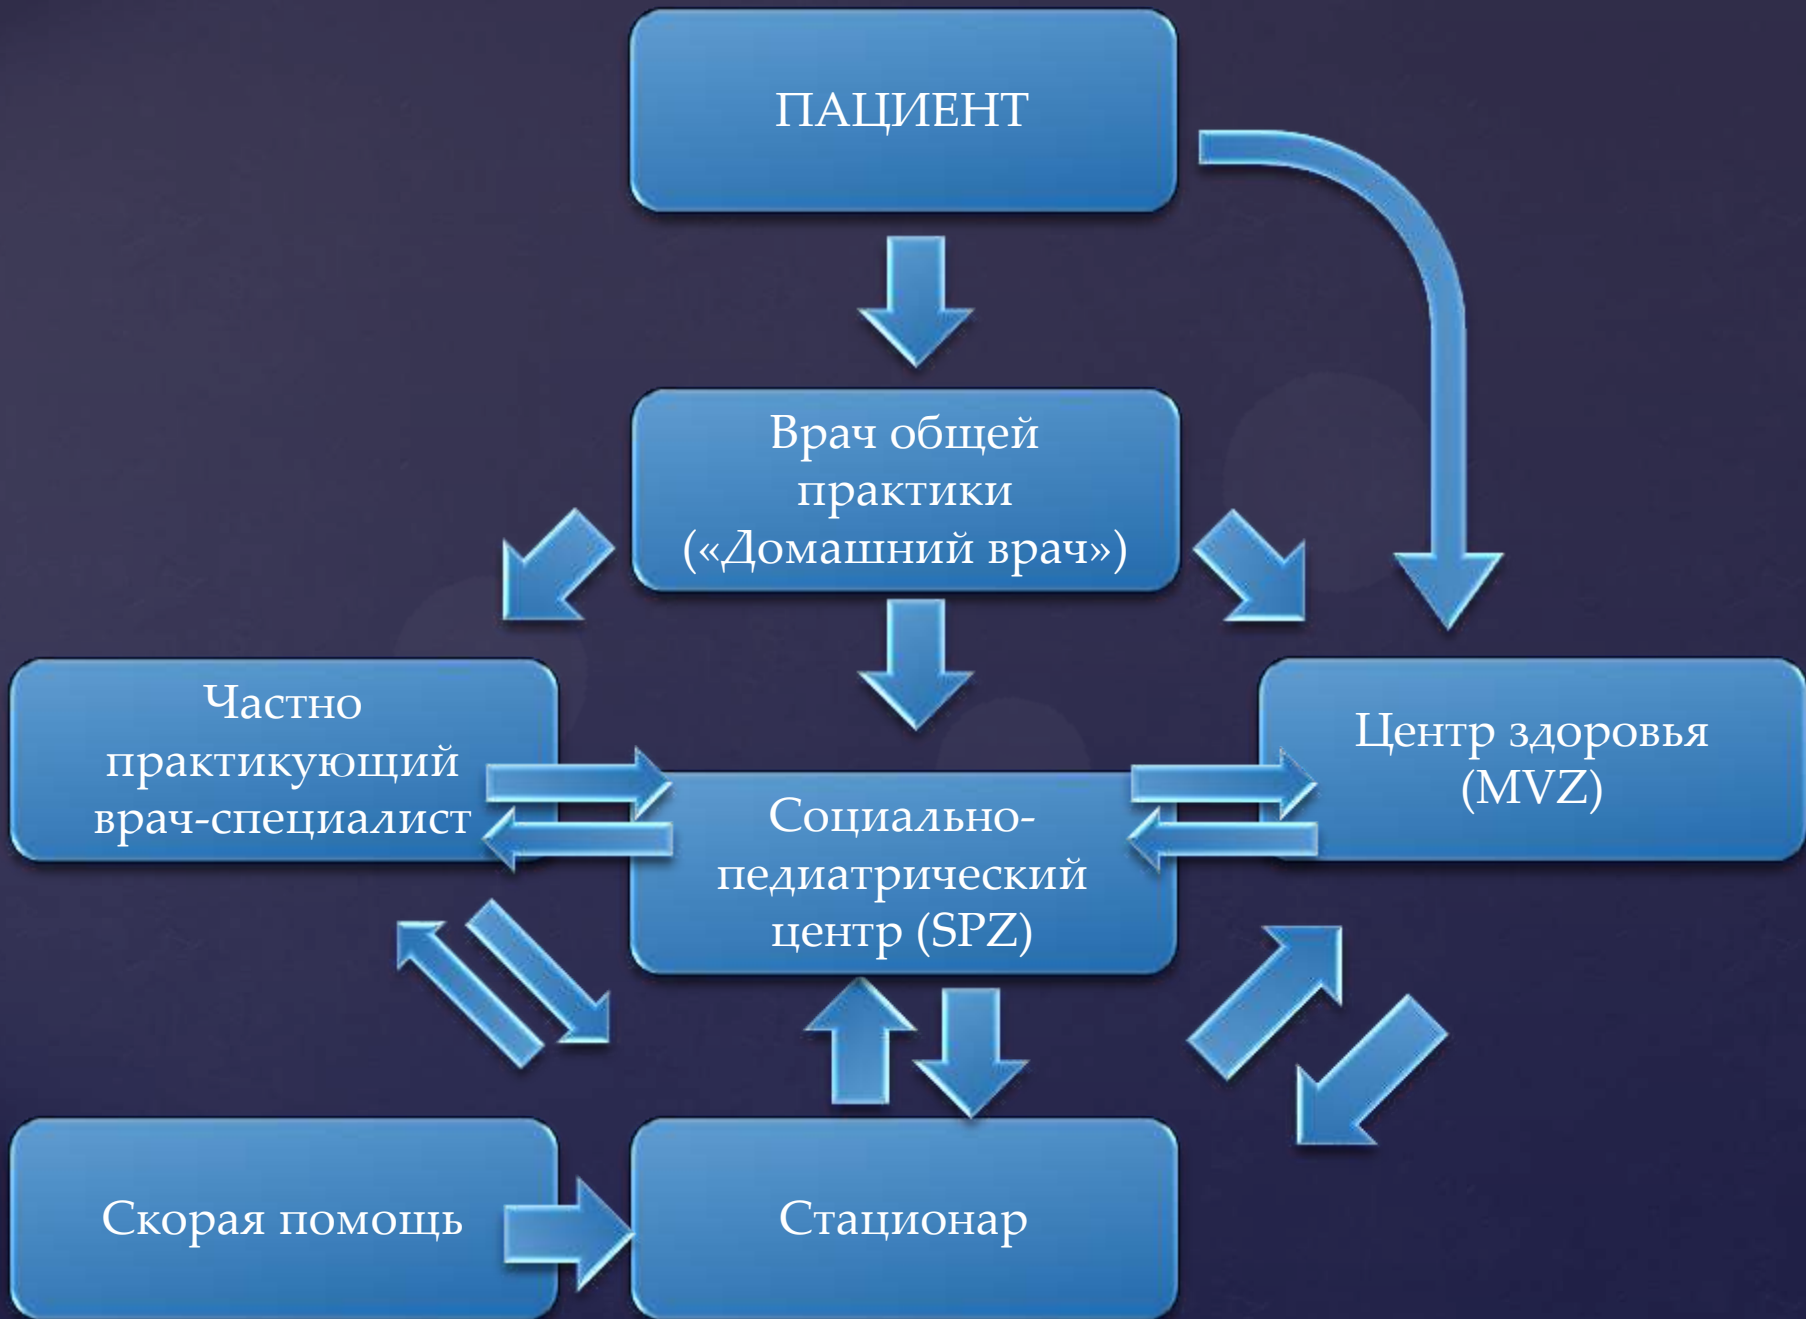 ПАЦИЕНТ
Врач общей
практики
(«Домашний врач»)
Частно
практикующий
врач-специалист
Социально-
педиатрический
центр (SPZ)
Центр здоровья
(MVZ)
Скорая помощь
Стационар